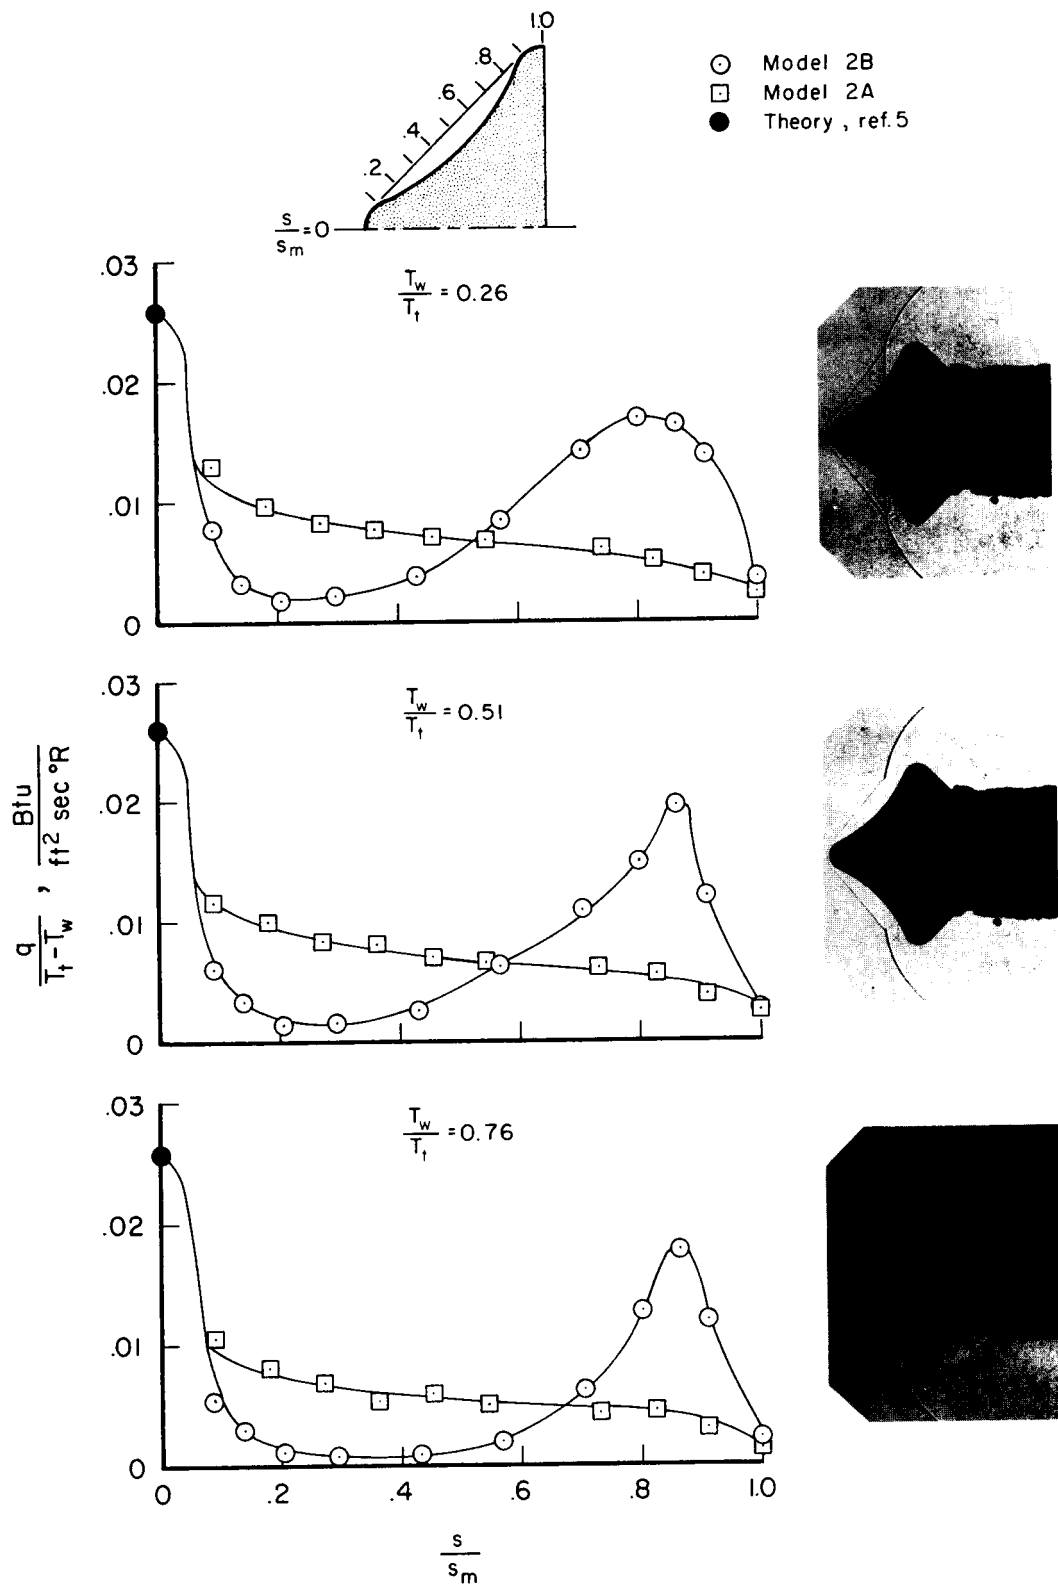 1.0
.8
.6
.4
.2
s/s_m = 0
Model 2B
Model 2A
Theory, ref. 5
.03
.02
.01
0
T_w/T_t = 0.26
.03
.02
.01
0
T_w/T_t = 0.51
q/(T_t - T_w), Btu/(ft² sec °R)
.03
.02
.01
0
T_w/T_t = 0.76
0 .2 .4 .6 .8 1.0
s/s_m